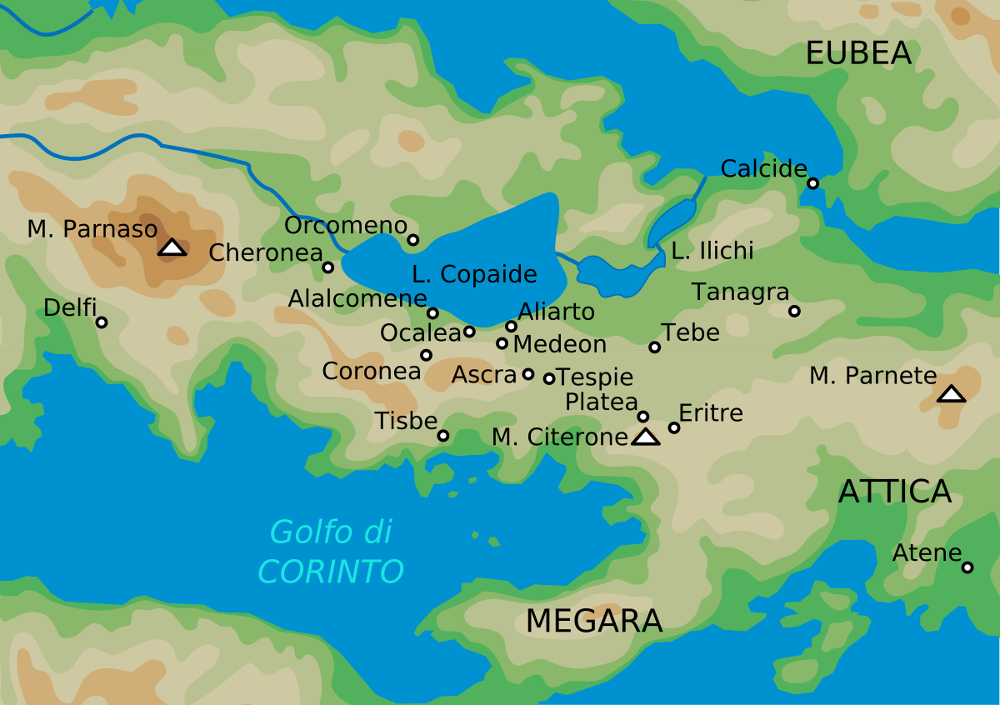 EUBEA
Calcide
Orcomeno
M. Parnaso
Cheronea
L. Ilichi
L. Copaide
Tanagra
Alalcomene
Delfi
Aliarto
Ocalea
Tebe
Medeon
Coronea
Ascra
Tespie
M. Parnete
Platea
Eritre
Tisbe
M. Citerone
ATTICA
Golfo di
CORINTO
Atene
MEGARA